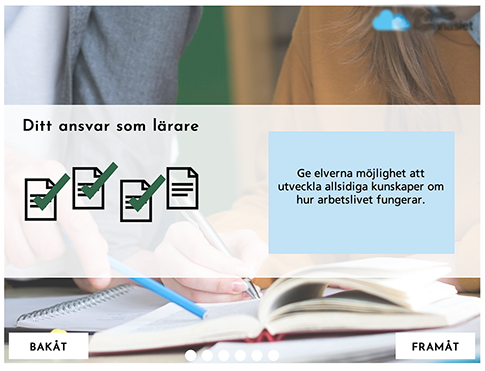 Ditt ansvar som lärare
Ge elverna möjlighet att
utveckla allsidiga kunskaper om
hur arbetslivet fungerar.
BAKÅT
FRAMÅT